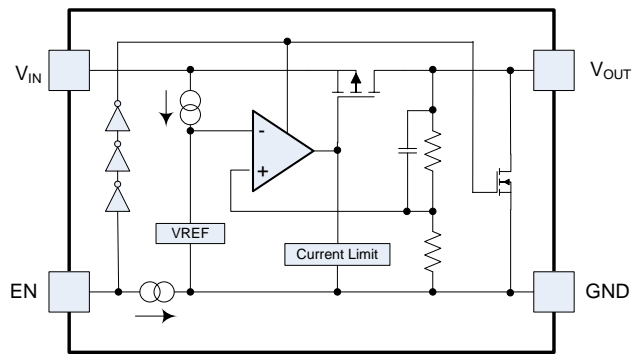 VIN
VOUT
-
+
VREF
Current Limit
EN
GND